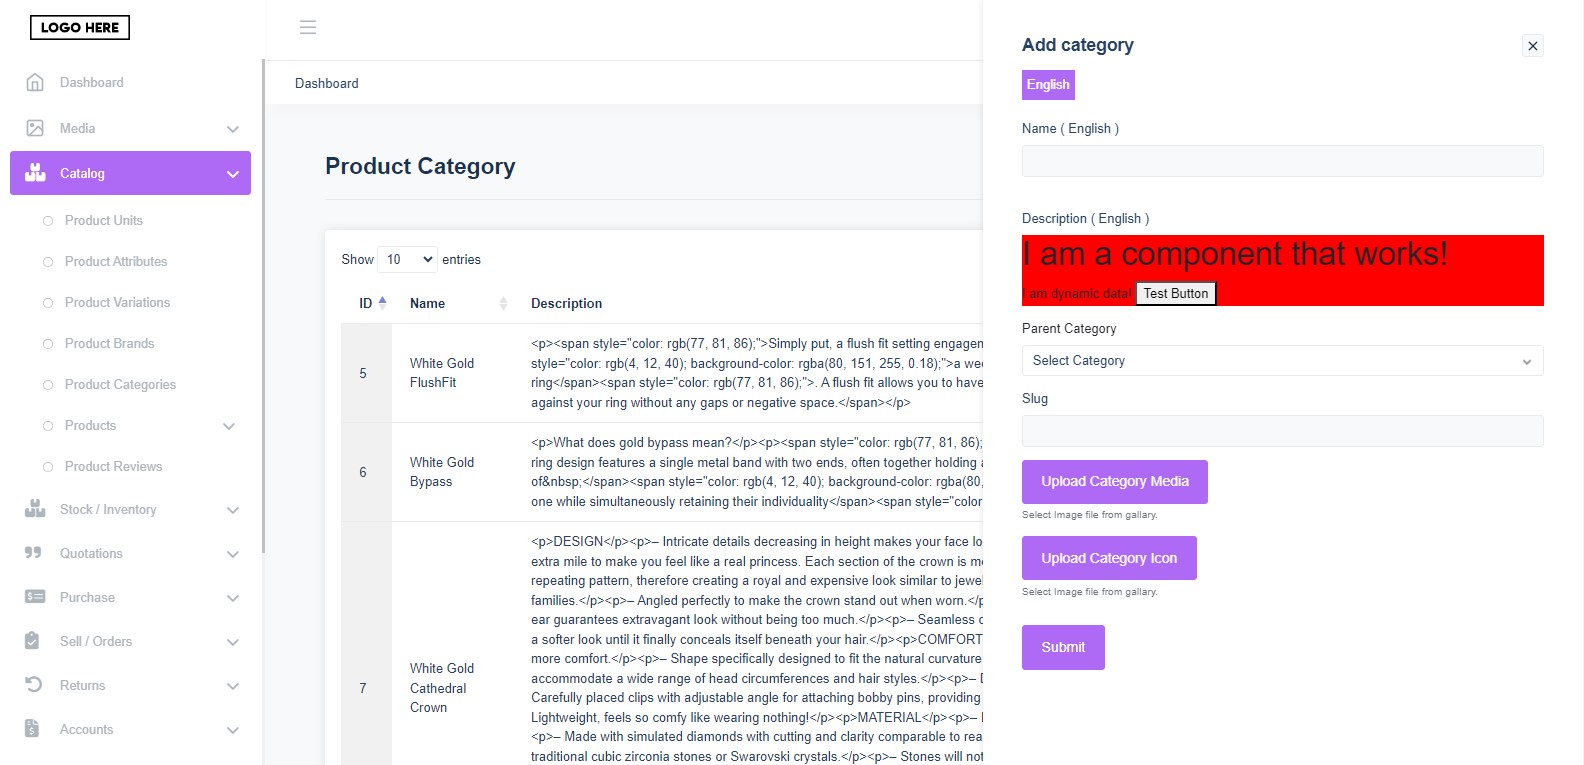 LOGO HERE
Dashboard
Media
Catalog
Product Units
Product Attributes
Product Variations
Product Brands
Product Categories
Products
Product Reviews
Stock / Inventory
Quotations
Purchase
Sell / Orders
Returns
Accounts
Dashboard
Product Category
Show 10 entries
ID Name Description
5
White Gold
FlushFit
<p><span style="color: rgb(77, 81, 86);">Simply put, a flush fit setting engagen
style="color: rgb(4, 12, 40); background-color: rgba(80, 151, 255, 0.18);">a wee
ring</span><span style="color: rgb(77, 81, 86);">. A flush fit allows you to have
against your ring without any gaps or negative space.</span></p>
6
White Gold
Bypass
<p>What does gold bypass mean?</p><p><span style="color: rgb(77, 81, 86);
ring design features a single metal band with two ends, often together holding a
of&nbsp;</span><span style="color: rgb(4, 12, 40); background-color: rgba(80,
one while simultaneously retaining their individuality</span><span style="color
7
White Gold
Cathedral
Crown
<p>DESIGN</p><p>– Intricate details decreasing in height makes your face lo
extra mile to make you feel like a real princess. Each section of the crown is m
repeating pattern, therefore creating a royal and expensive look similar to jewel
families.</p><p>– Angled perfectly to make the crown stand out when worn.</p
ear guarantees extravagant look without being too much.</p><p>– Seamless c
a softer look until it finally conceals itself beneath your hair.</p><p>COMFORT
more comfort.</p><p>– Shape specifically designed to fit the natural curvature
accommodate a wide range of head circumferences and hair styles.</p><p>– D
Carefully placed clips with adjustable angle for attaching bobby pins, providing
Lightweight, feels so comfy like wearing nothing!</p><p>MATERIAL</p><p>–
<p>– Made with simulated diamonds with cutting and clarity comparable to rea
traditional cubic zirconia stones or Swarovski crystals.</p><p>– Stones will not
Add category
English
Name ( English )
Description ( English )
I am a component that works!
I am dynamic data! Test Button
Parent Category
Select Category
Slug
Upload Category Media
Select Image file from gallary.
Upload Category Icon
Select Image file from gallary.
Submit